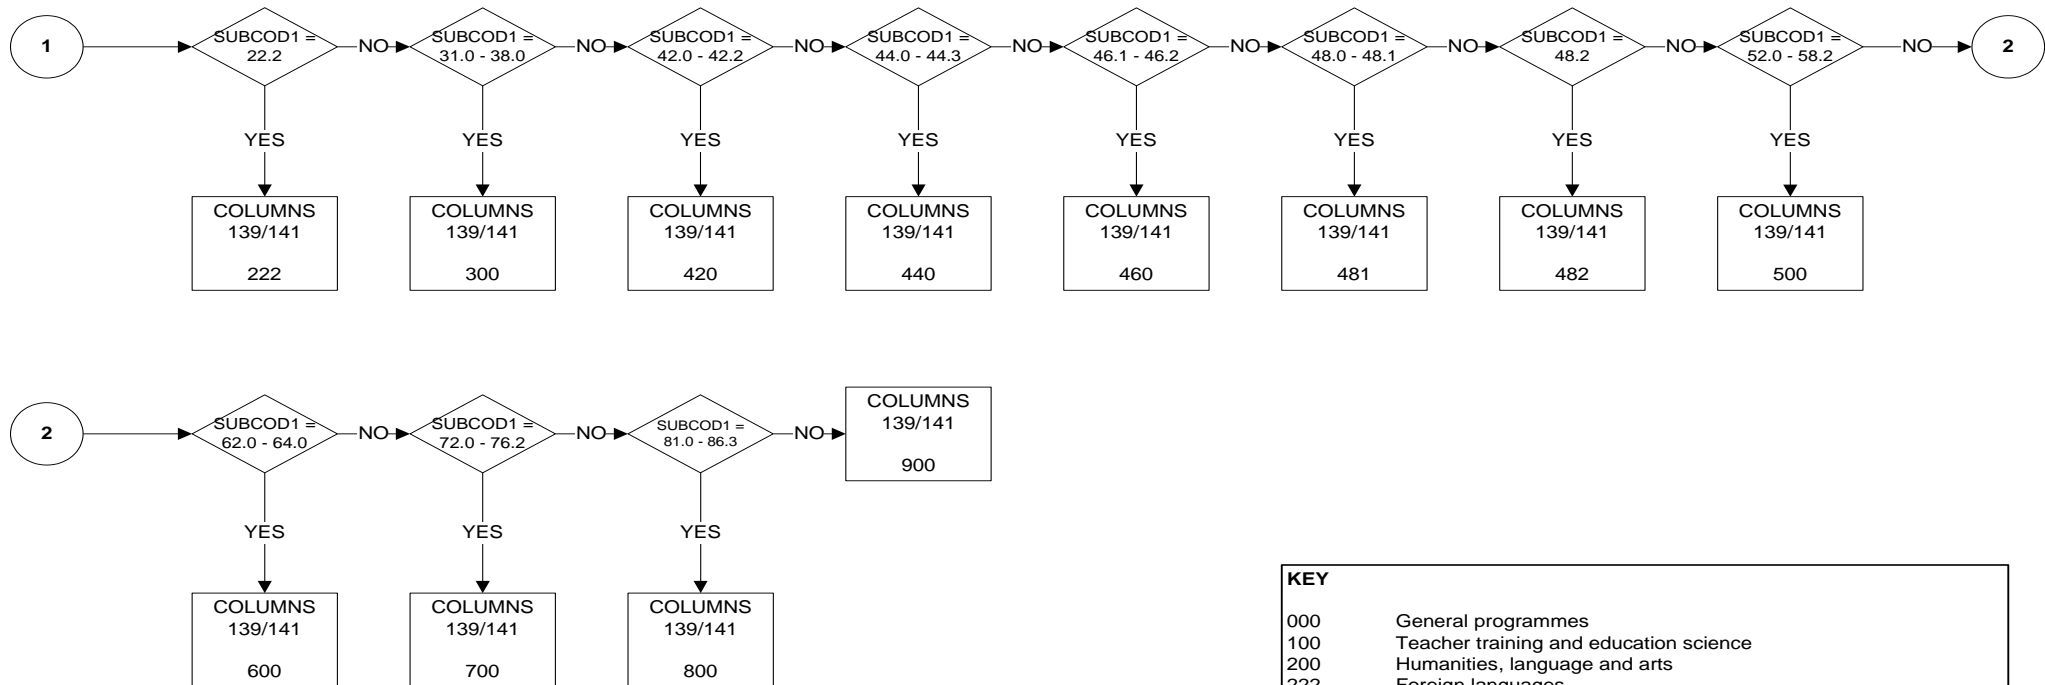 1
SUBCOD1 =
22.2
NO
SUBCOD1 =
31.0 - 38.0
NO
SUBCOD1 =
42.0 - 42.2
NO
SUBCOD1 =
44.0 - 44.3
NO
SUBCOD1 =
46.1 - 46.2
NO
SUBCOD1 =
48.0 - 48.1
NO
SUBCOD1 =
48.2
NO
SUBCOD1 =
52.0 - 58.2
NO
2
YES
YES
YES
YES
YES
YES
YES
YES
COLUMNS
139/141
222
COLUMNS
139/141
300
COLUMNS
139/141
420
COLUMNS
139/141
440
COLUMNS
139/141
460
COLUMNS
139/141
481
COLUMNS
139/141
482
COLUMNS
139/141
500
2
SUBCOD1 =
62.0 - 64.0
NO
SUBCOD1 =
72.0 - 76.2
NO
SUBCOD1 =
81.0 - 86.3
NO
COLUMNS
139/141
900
YES
YES
YES
COLUMNS
139/141
600
COLUMNS
139/141
700
COLUMNS
139/141
800
KEY
000 General programmes
100 Teacher training and education science
200 Humanities, language and arts
222 Foreign languages